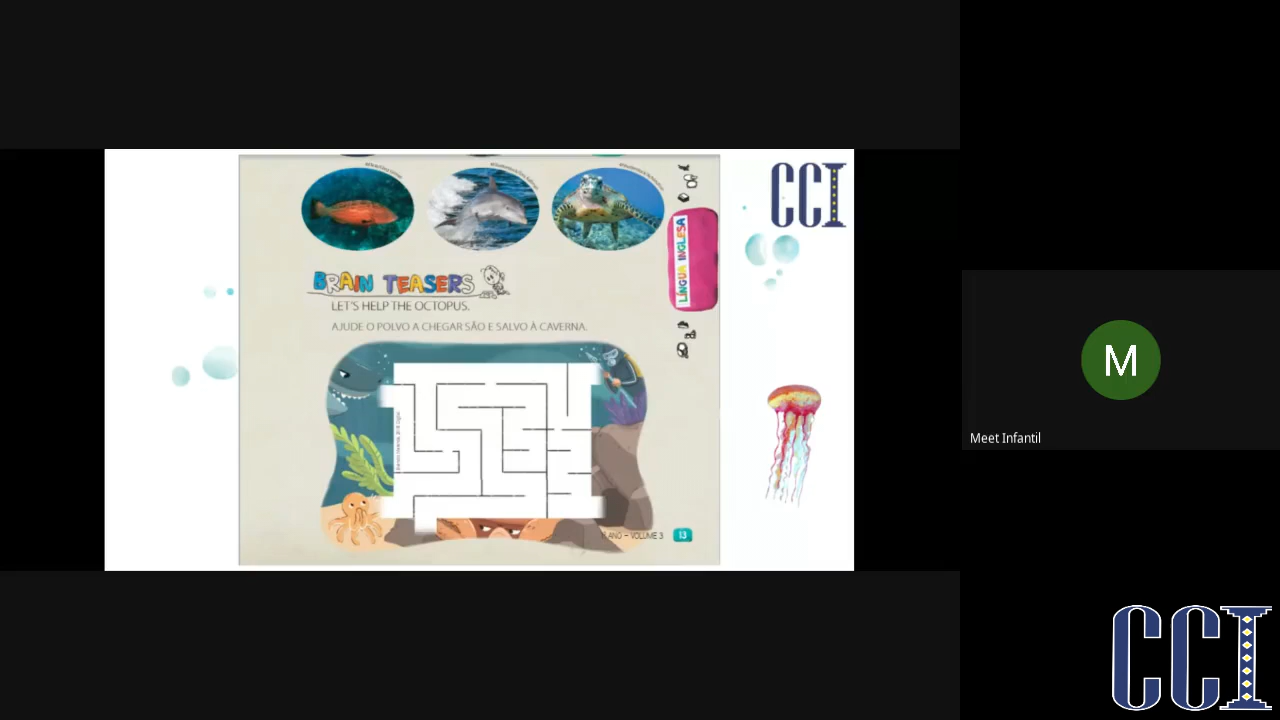 CCI
LÍNGUA INGLESA
BRAIN TEASERS
LET'S HELP THE OCTOPUS.
AJUDE O POLVO A CHEGAR SÃO E SALVO À CAVERNA.
ANO – VOLUME 3
13
M
Meet Infantil
CCI